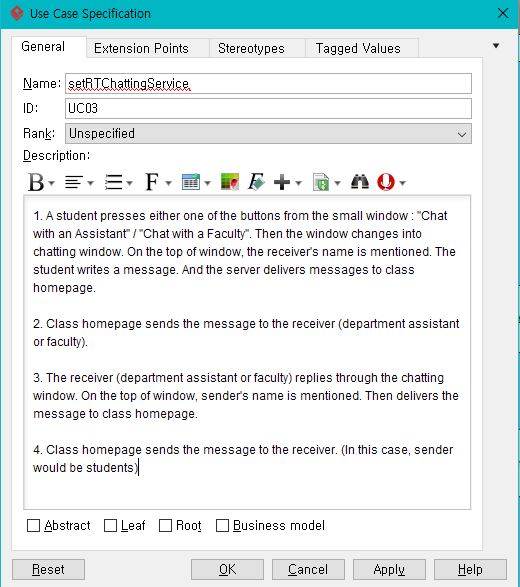 Use Case Specification
General
Extension Points
Stereotypes
Tagged Values
Name: setRTChattingService
ID: UC03
Rank: Unspecified
Description:
1. A student presses either one of the buttons from the small window : "Chat
with an Assistant" / "Chat with a Faculty". Then the window changes into
chatting window. On the top of window, the receiver's name is mentioned. The
student writes a message. And the server delivers messages to class
homepage.
2. Class homepage sends the message to the receiver (department assistant
or faculty).
3. The receiver (department assistant or faculty) replies through the chatting
window. On the top of window, sender's name is mentioned. Then delivers the
message to class homepage.
4. Class homepage sends the message to the receiver. (In this case, sender
would be students)
Abstract Leaf Root Business model
Reset OK Cancel Apply Help